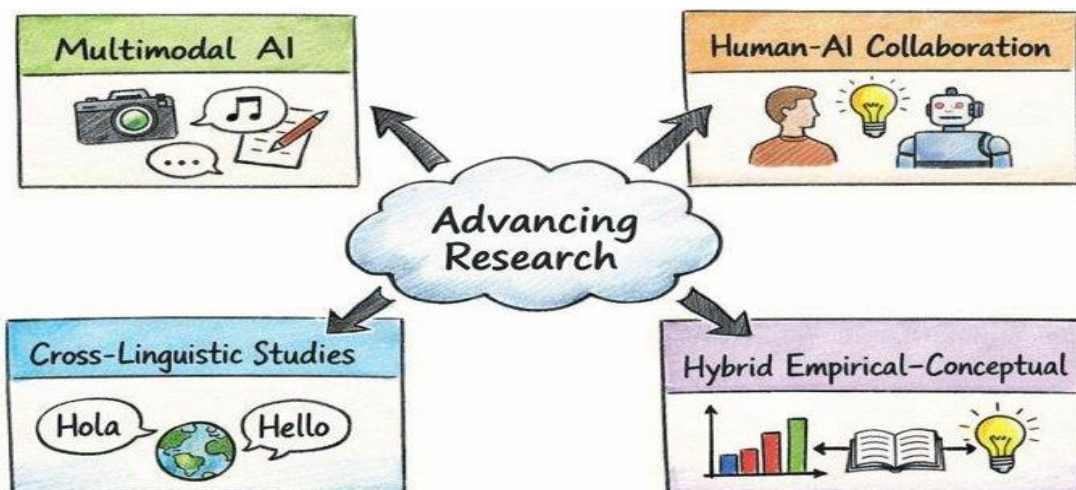 Multimodal AI
Human-AI Collaboration
...
Advancing
Research
Cross-Linguistic Studies
Hybrid Empirical-Conceptual
Hola
Hello